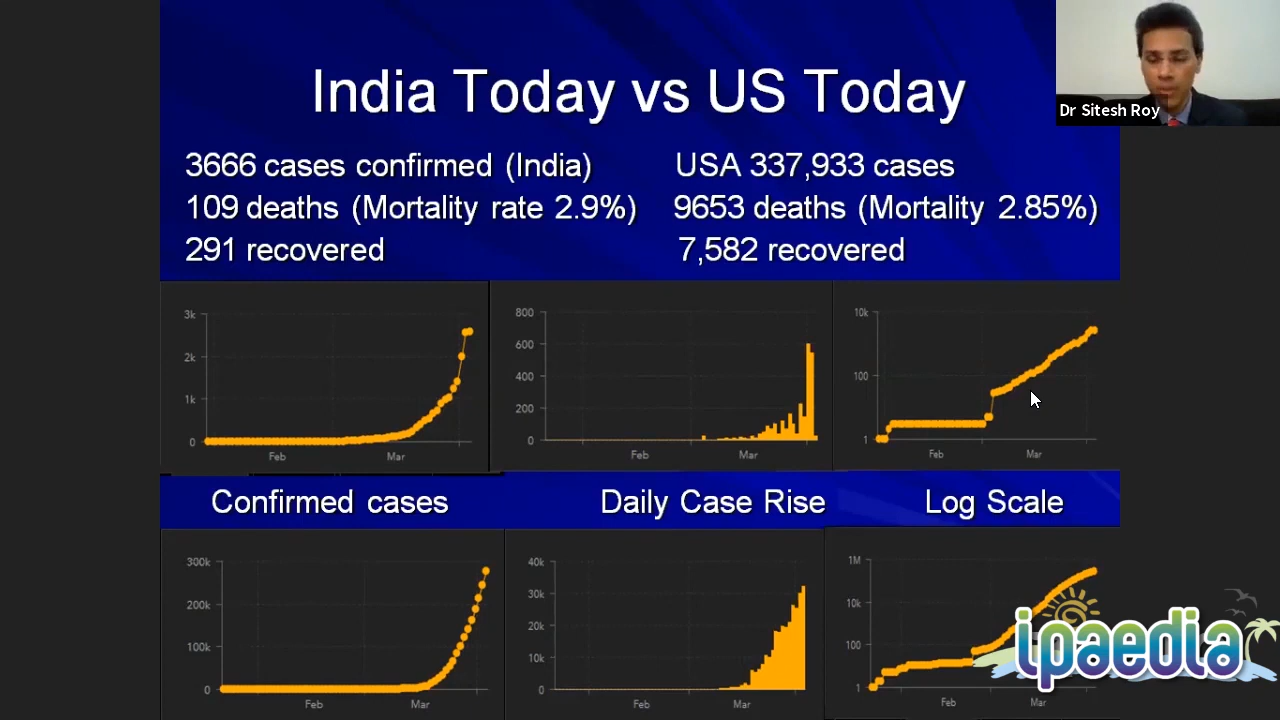 India Today vs US Today
Dr Sitesh Roy
3666 cases confirmed (India)
109 deaths (Mortality rate 2.9%)
291 recovered
USA 337,933 cases
9653 deaths (Mortality 2.85%)
7,582 recovered
3k
2k
1k
0
Feb
Mar
800
600
400
200
0
Feb
Mar
10k
100
1
Feb
Mar
Confirmed cases
Daily Case Rise
Log Scale
300k
200k
100k
0
Feb
Mar
40k
30k
20k
10k
0
Feb
Mar
1M
10k
100
1
Feb
Mar
ipaedia